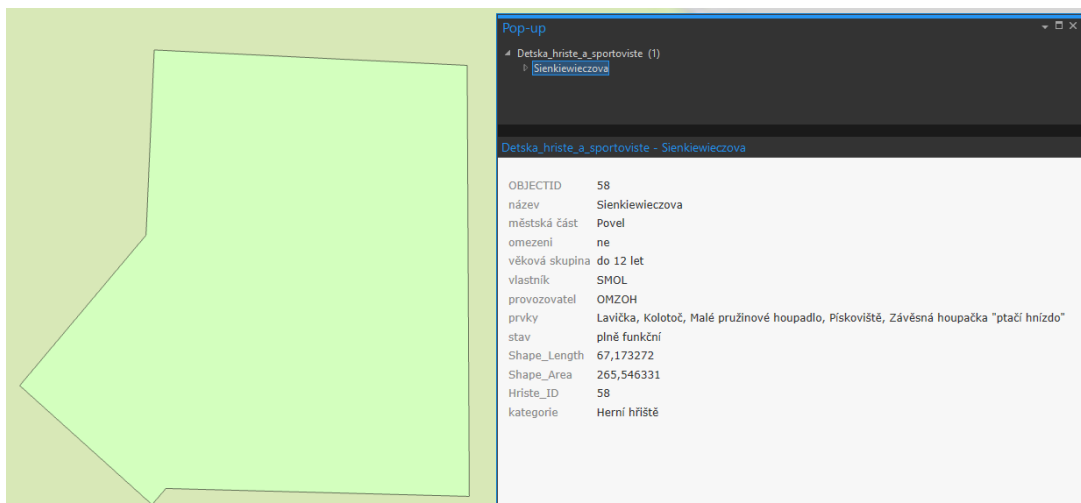 Pop-up
Detska_hriste_a_sportoviste (1)
Sienkiewieczova
Detska_hriste_a_sportoviste - Sienkiewieczova
OBJECTID 58
název Sienkiewieczova
městská část Povel
omezeni ne
věková skupina do 12 let
vlastník SMOL
provozovatel OMZOH
prvky Lavička, Kolotoč, Malé pružinové houpadlo, Pískoviště, Závěsná houpačka "ptačí hnízdo"
stav plně funkční
Shape_Length 67,173272
Shape_Area 265,546331
Hriste_ID 58
kategorie Herní hřiště